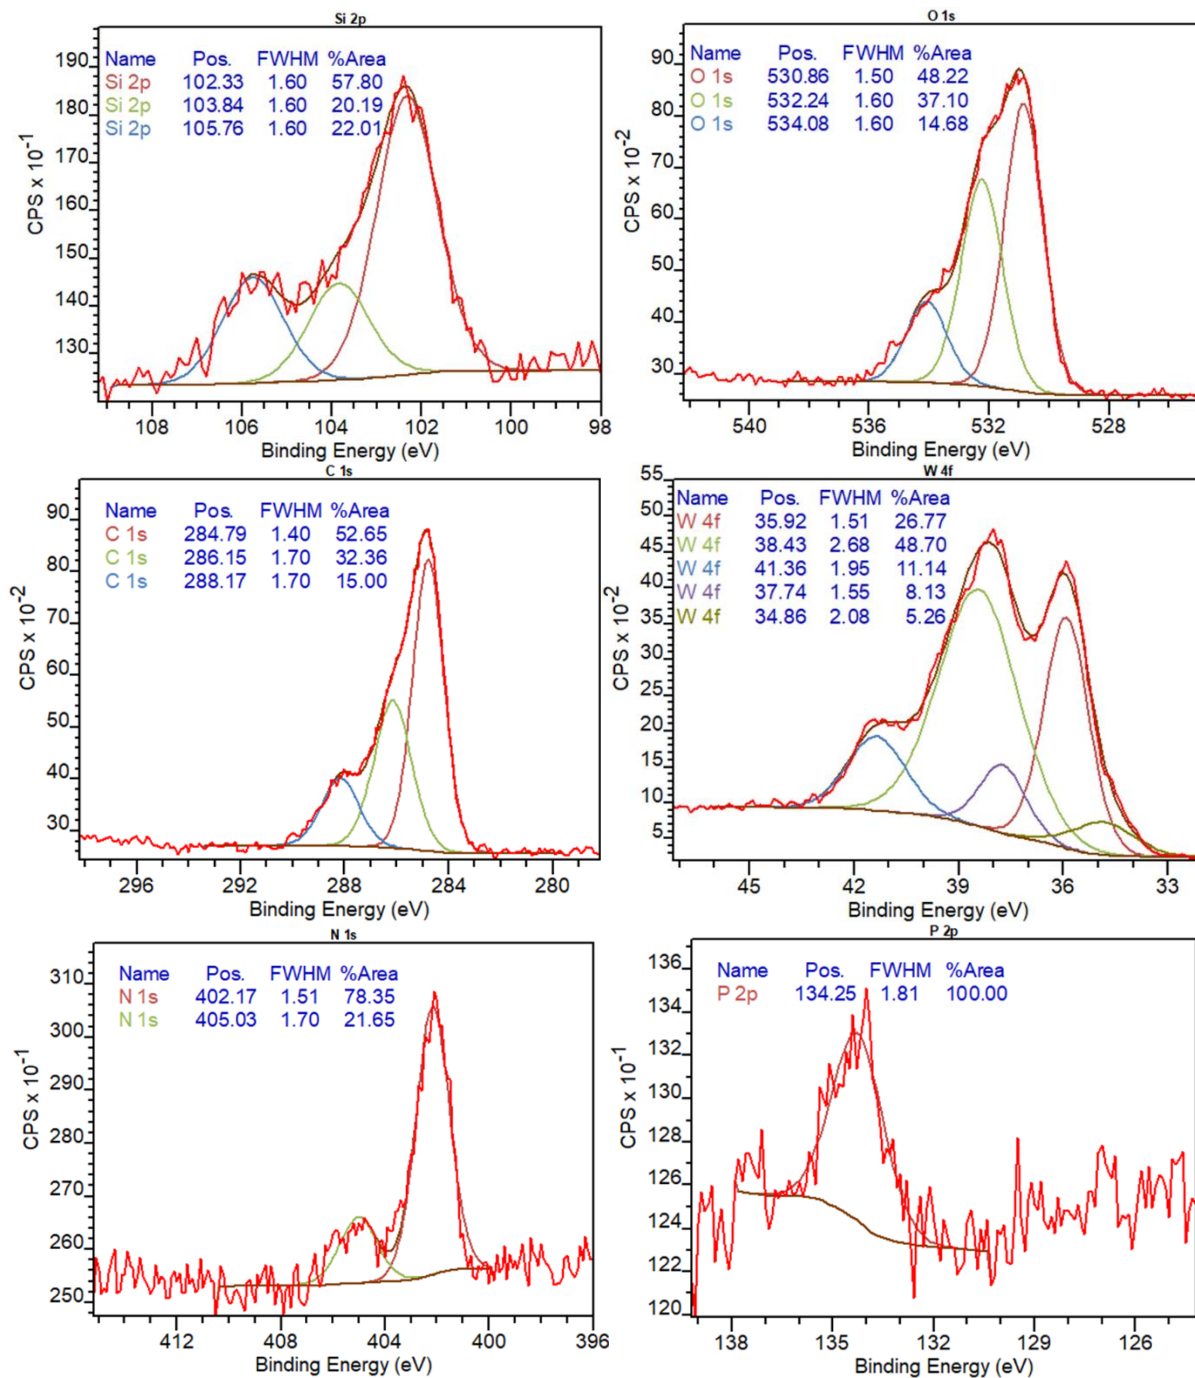 Si 2p
Name Pos. FWHM %Area
Si 2p 102.33 1.60 57.80
Si 2p 103.84 1.60 20.19
Si 2p 105.76 1.60 22.01
CPS x 10⁻¹
190
180
170
160
150
140
130
108 106 104 102 100 98
Binding Energy (eV)
O 1s
Name Pos. FWHM %Area
O 1s 530.86 1.50 48.22
O 1s 532.24 1.60 37.10
O 1s 534.08 1.60 14.68
CPS x 10⁻²
90
80
70
60
50
40
30
540 536 532 528
Binding Energy (eV)
C 1s
Name Pos. FWHM %Area
C 1s 284.79 1.40 52.65
C 1s 286.15 1.70 32.36
C 1s 288.17 1.70 15.00
CPS x 10⁻²
90
80
70
60
50
40
30
296 292 288 284 280
Binding Energy (eV)
W 4f
Name Pos. FWHM %Area
W 4f 35.92 1.51 26.77
W 4f 38.43 2.68 48.70
W 4f 41.36 1.95 11.14
W 4f 37.74 1.55 8.13
W 4f 34.86 2.08 5.26
CPS x 10⁻²
55
50
45
40
35
30
25
20
15
10
5
45 42 39 36 33
Binding Energy (eV)
N 1s
Name Pos. FWHM %Area
N 1s 402.17 1.51 78.35
N 1s 405.03 1.70 21.65
CPS x 10⁻¹
310
300
290
280
270
260
250
412 408 404 400 396
Binding Energy (eV)
P 2p
Name Pos. FWHM %Area
P 2p 134.25 1.81 100.00
CPS x 10⁻¹
136
134
132
130
128
126
124
122
120
138 135 132 129 126
Binding Energy (eV)